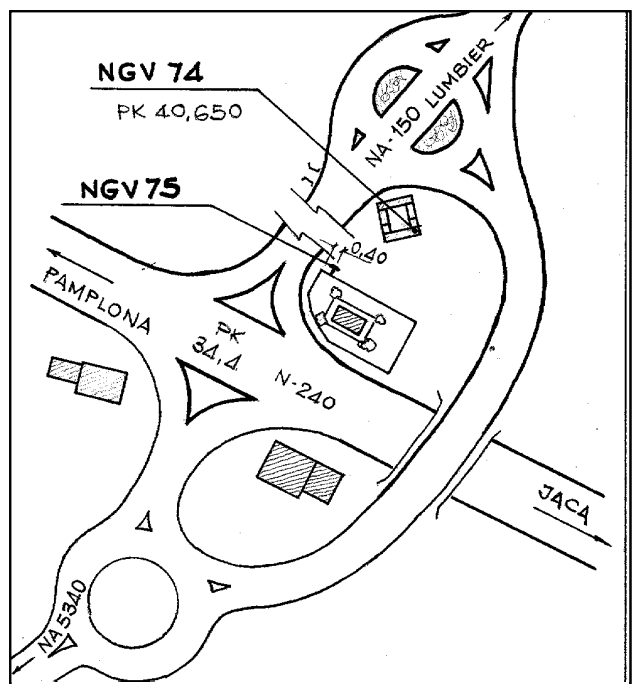 NGV 74
PK 40,650
NA-150 LUMBIER
NGV 75
0,40
PAMPLONA
PK
34,4
N-240
JACA
NA 5340